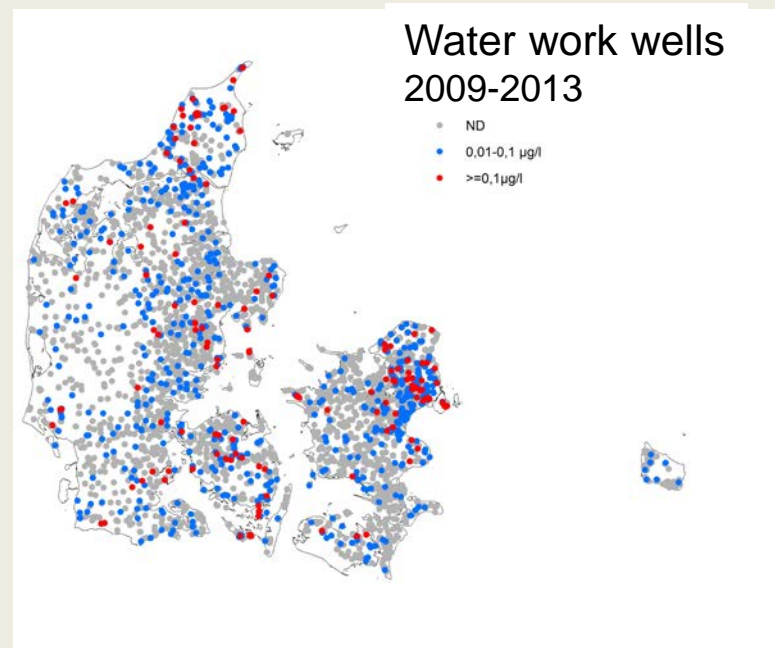 Water work wells
2009-2013
ND
0,01-0,1 µg/l
>=0,1µg/l